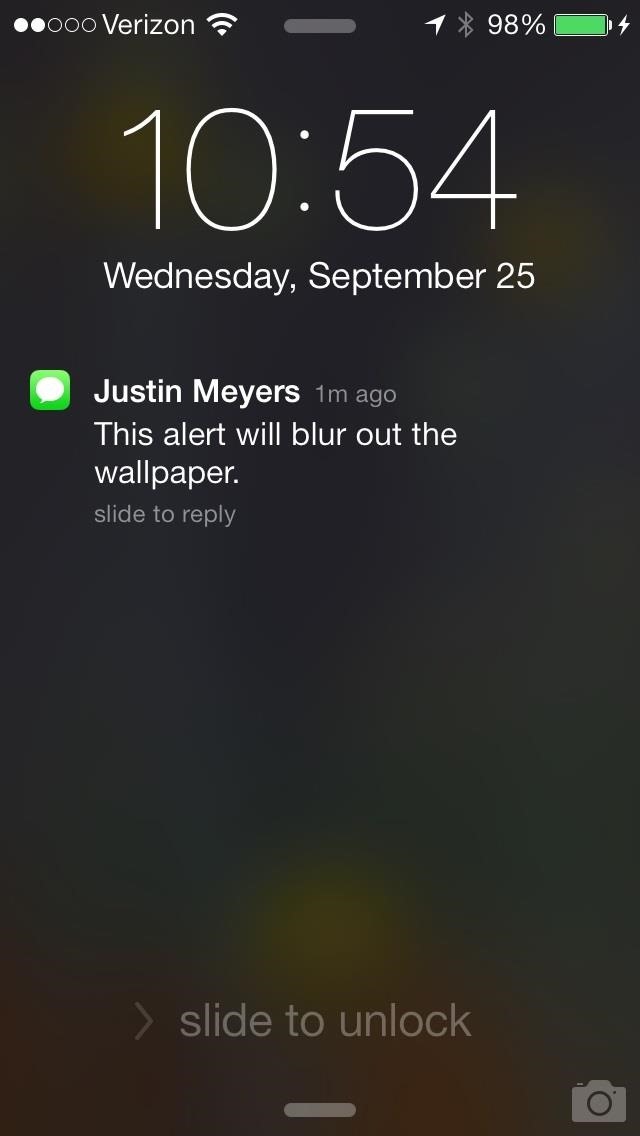 Verizon 98%
10:54
Wednesday, September 25
Justin Meyers 1m ago
This alert will blur out the
wallpaper.
slide to reply
slide to unlock